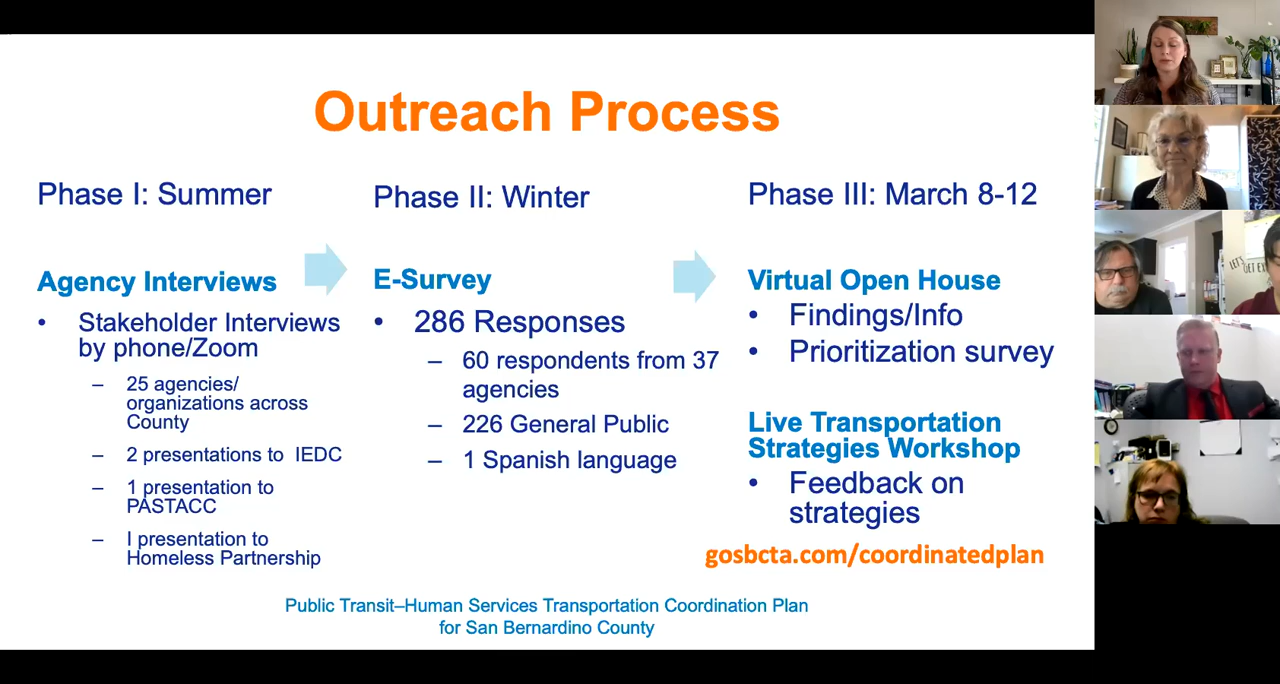 Outreach Process
Phase I: Summer
Agency Interviews
• Stakeholder Interviews
by phone/Zoom
– 25 agencies/
organizations across
County
– 2 presentations to IEDC
– 1 presentation to
PASTACC
– I presentation to
Homeless Partnership
Phase II: Winter
E-Survey
• 286 Responses
– 60 respondents from 37
agencies
– 226 General Public
– 1 Spanish language
Phase III: March 8-12
Virtual Open House
• Findings/Info
• Prioritization survey
Live Transportation
Strategies Workshop
• Feedback on
strategies
gosbcta.com/coordinatedplan
Public Transit–Human Services Transportation Coordination Plan
for San Bernardino County
LET'S